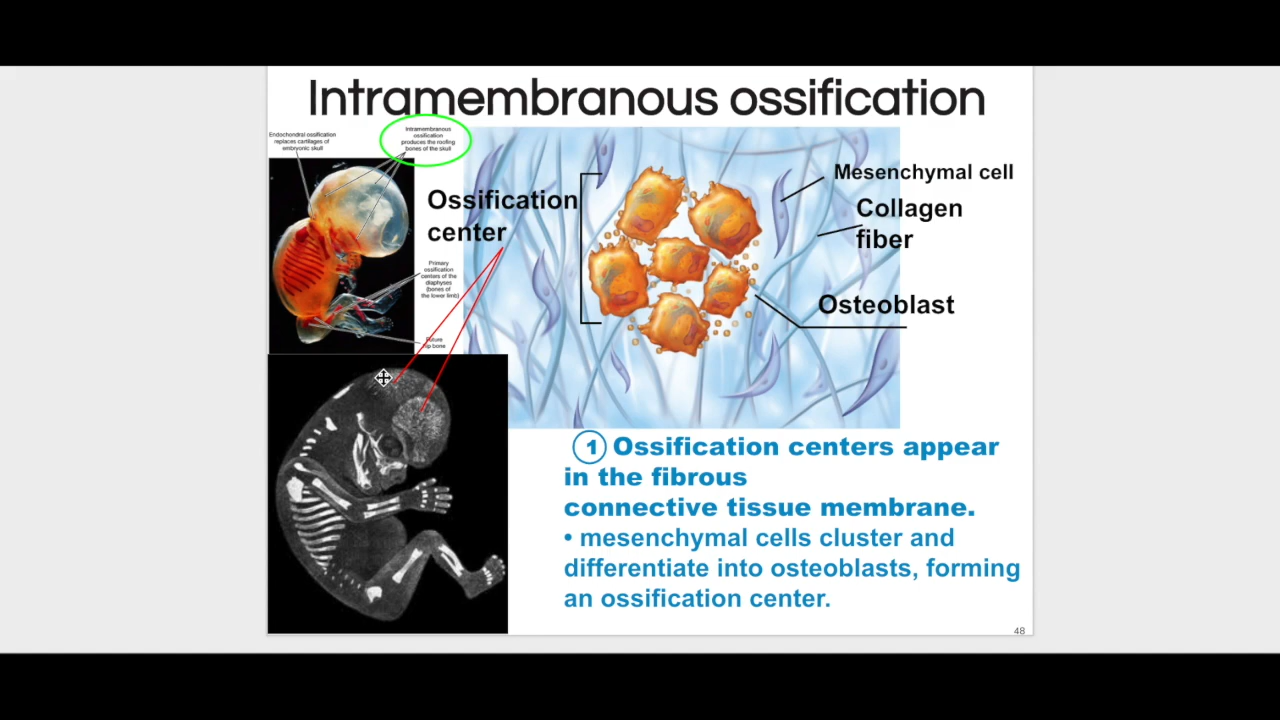 Intramembranous ossification
Endochondral ossification
replaces cartilages of
embryonic skull
Intramembranous
ossification
produces the roofing
bones of the skull
Ossification
center
Mesenchymal cell
Collagen
fiber
Osteoblast
Primary
ossification
centers of the
diaphyses
(bones of
the lower limb)
Future
hip bone
1 Ossification centers appear
in the fibrous
connective tissue membrane.
• mesenchymal cells cluster and
differentiate into osteoblasts, forming
an ossification center.
48